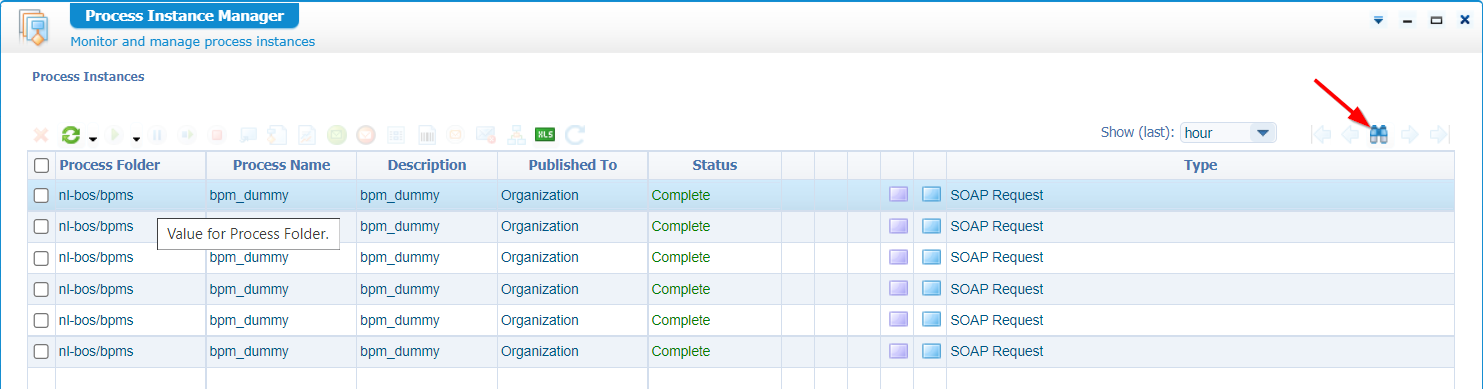 Process Instance Manager
Monitor and manage process instances
Process Instances
XLS Show (last): hour
Process Folder Process Name Description Published To Status Type
nl-bos/bpms bpm_dummy bpm_dummy Organization Complete SOAP Request
nl-bos/bpms bpm_dummy Organization Complete SOAP Request
Value for Process Folder.
nl-bos/bpms bpm_dummy bpm_dummy Organization Complete SOAP Request
nl-bos/bpms bpm_dummy bpm_dummy Organization Complete SOAP Request
nl-bos/bpms bpm_dummy bpm_dummy Organization Complete SOAP Request
nl-bos/bpms bpm_dummy bpm_dummy Organization Complete SOAP Request